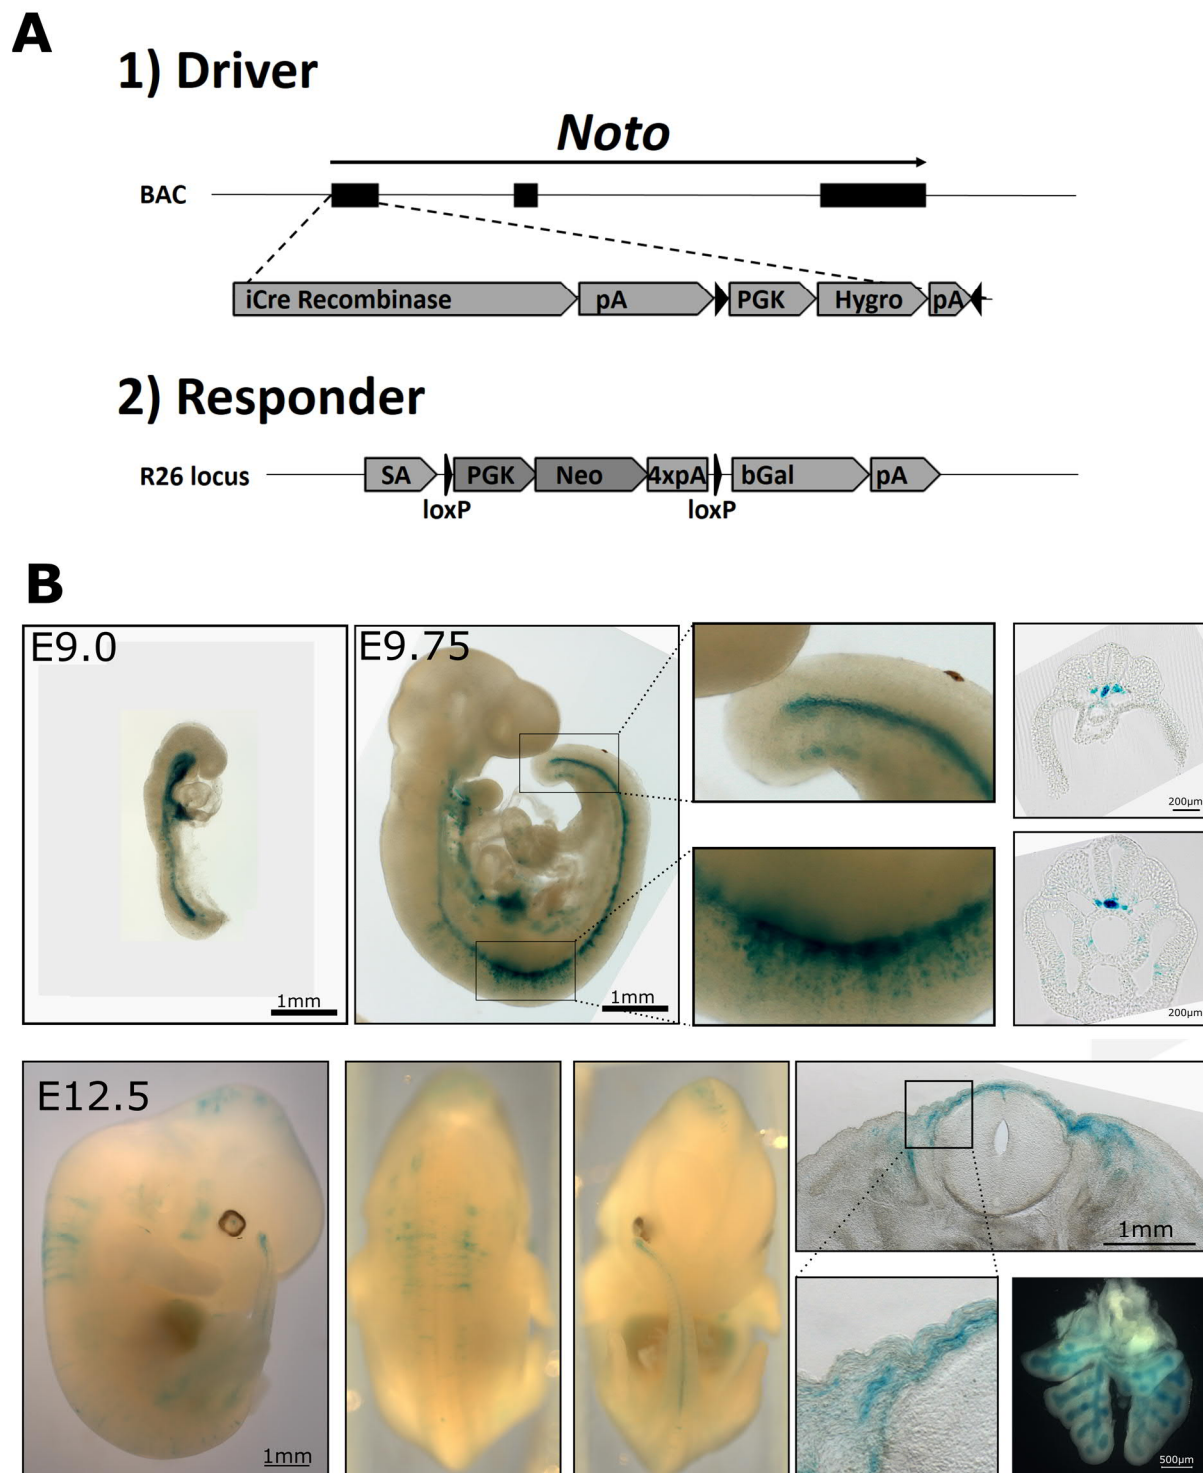 A
1) Driver
Noto
BAC
iCre Recombinase pA PGK Hygro pA
2) Responder
R26 locus SA PGK Neo 4xpA bGal pA
loxP loxP
B
E9.0 E9.75
200μm
1mm 1mm 200μm
E12.5
1mm
1mm 500μm